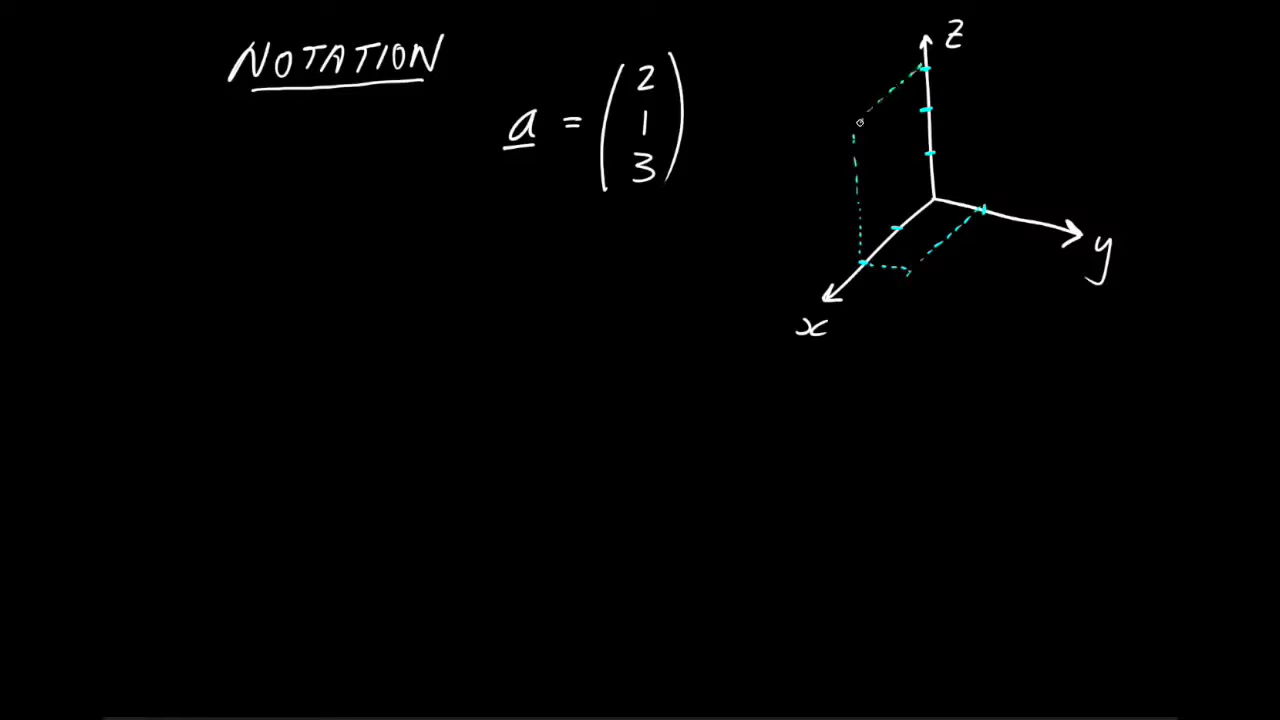 NOTATION
a = (2
1
3)
z
y
x